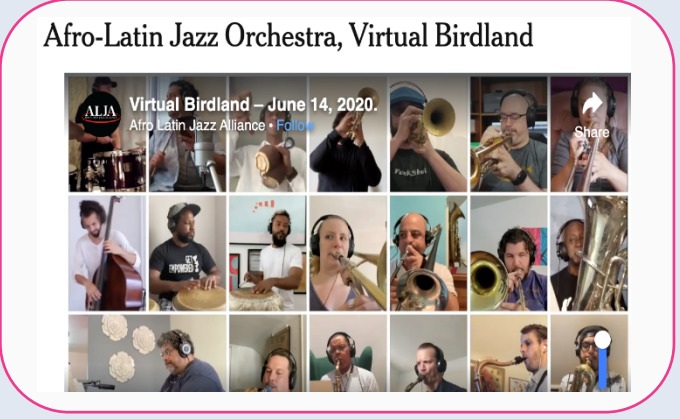 Afro-Latin Jazz Orchestra, Virtual Birdland
ALJA
Virtual Birdland – June 14, 2020.
Afro Latin Jazz Alliance • Follow
Share
EMPOWERED